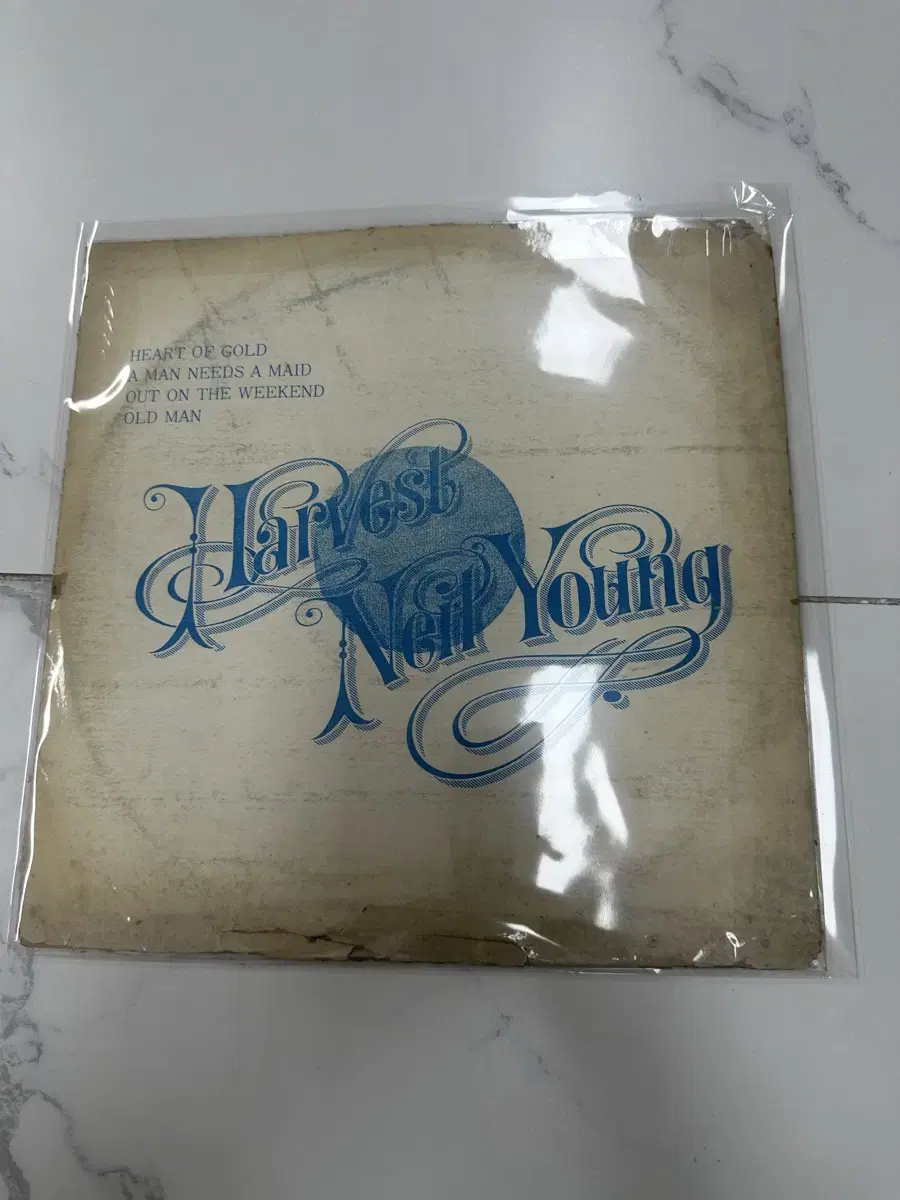 HEART OF GOLD
A MAN NEEDS A MAID
OUT ON THE WEEKEND
OLD MAN
Harvest
Neil Young